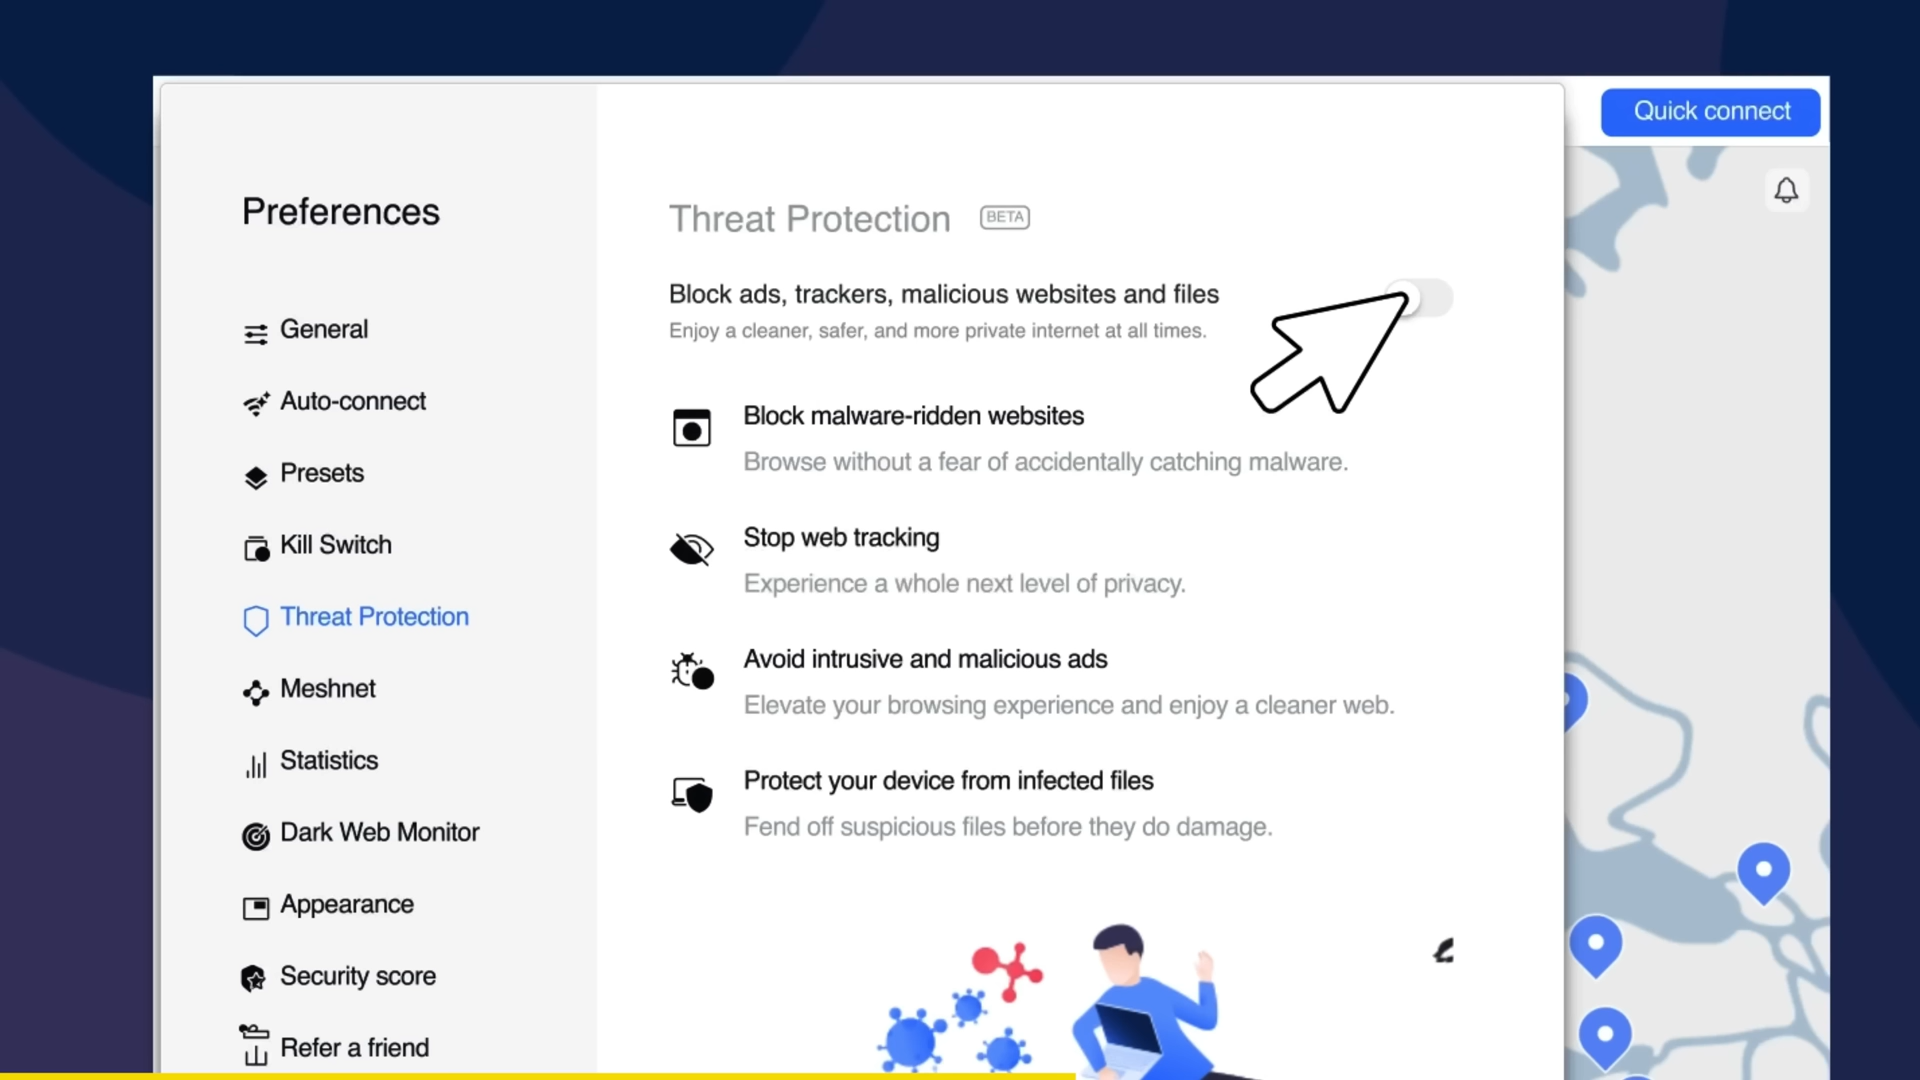 Quick connect
Preferences
General
Auto-connect
Presets
Kill Switch
Threat Protection
Meshnet
Statistics
Dark Web Monitor
Appearance
Security score
Refer a friend
Threat Protection BETA
Block ads, trackers, malicious websites and files
Enjoy a cleaner, safer, and more private internet at all times.
Block malware-ridden websites
Browse without a fear of accidentally catching malware.
Stop web tracking
Experience a whole next level of privacy.
Avoid intrusive and malicious ads
Elevate your browsing experience and enjoy a cleaner web.
Protect your device from infected files
Fend off suspicious files before they do damage.